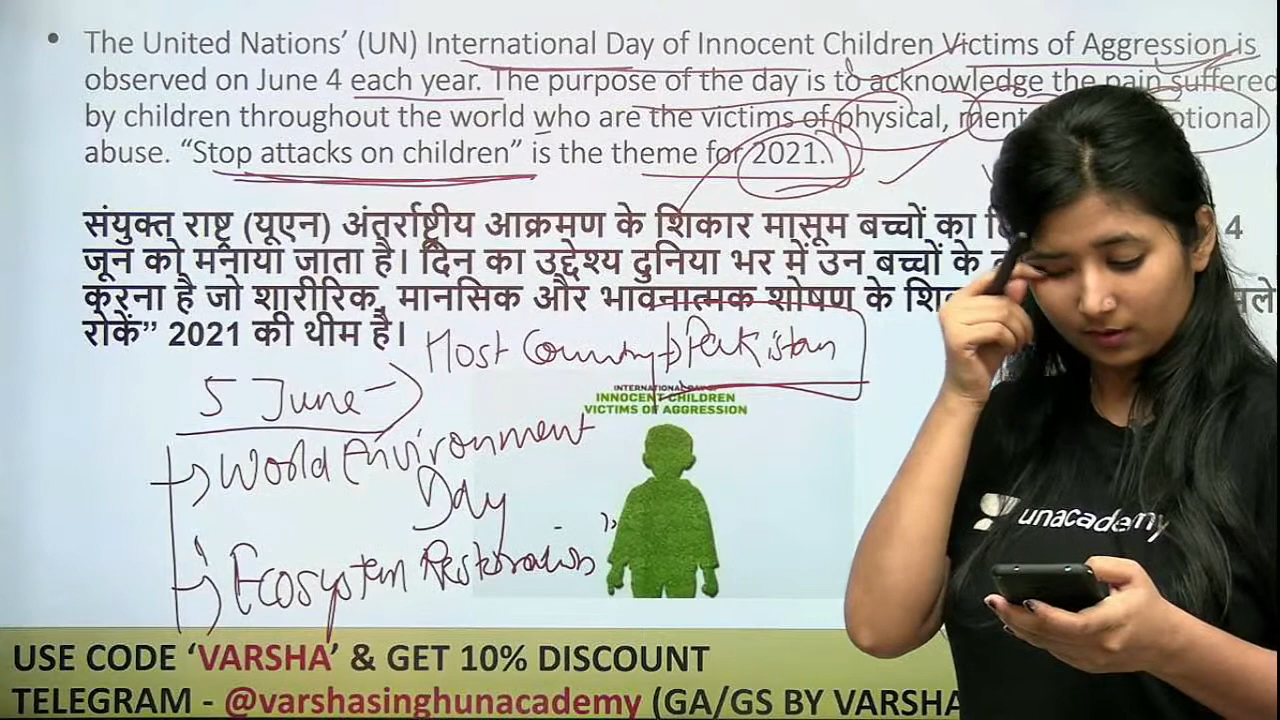 • The United Nations’ (UN) International Day of Innocent Children Victims of Aggression is
observed on June 4 each year. The purpose of the day is to acknowledge the pain suffered
by children throughout the world who are the victims of physical,
abuse. “Stop attacks on children” is the theme for 2021.
संयुक्त राष्ट्र (यूएन) अंतर्राष्ट्रीय आक्रमण के शिकार मासूम बच्चों का 4
जून को मनाया जाता है। दिन का उद्देश्य दुनिया भर में उन बच्चों के
करना है जो शारीरिक, मानसिक और भावनात्मक शोषण के
रोकें” 2021 की थीम है।
Host Country → Pakistan
5 June →
INTERNATIONAL DAY OF
INNOCENT CHILDREN
VICTIMS OF AGGRESSION
World Environment
Day
Ecosystem Restoration
unacademy
USE CODE ‘VARSHA’ & GET 10% DISCOUNT
TELEGRAM - @varshasinghunacademy (GA/GS BY VARSHA